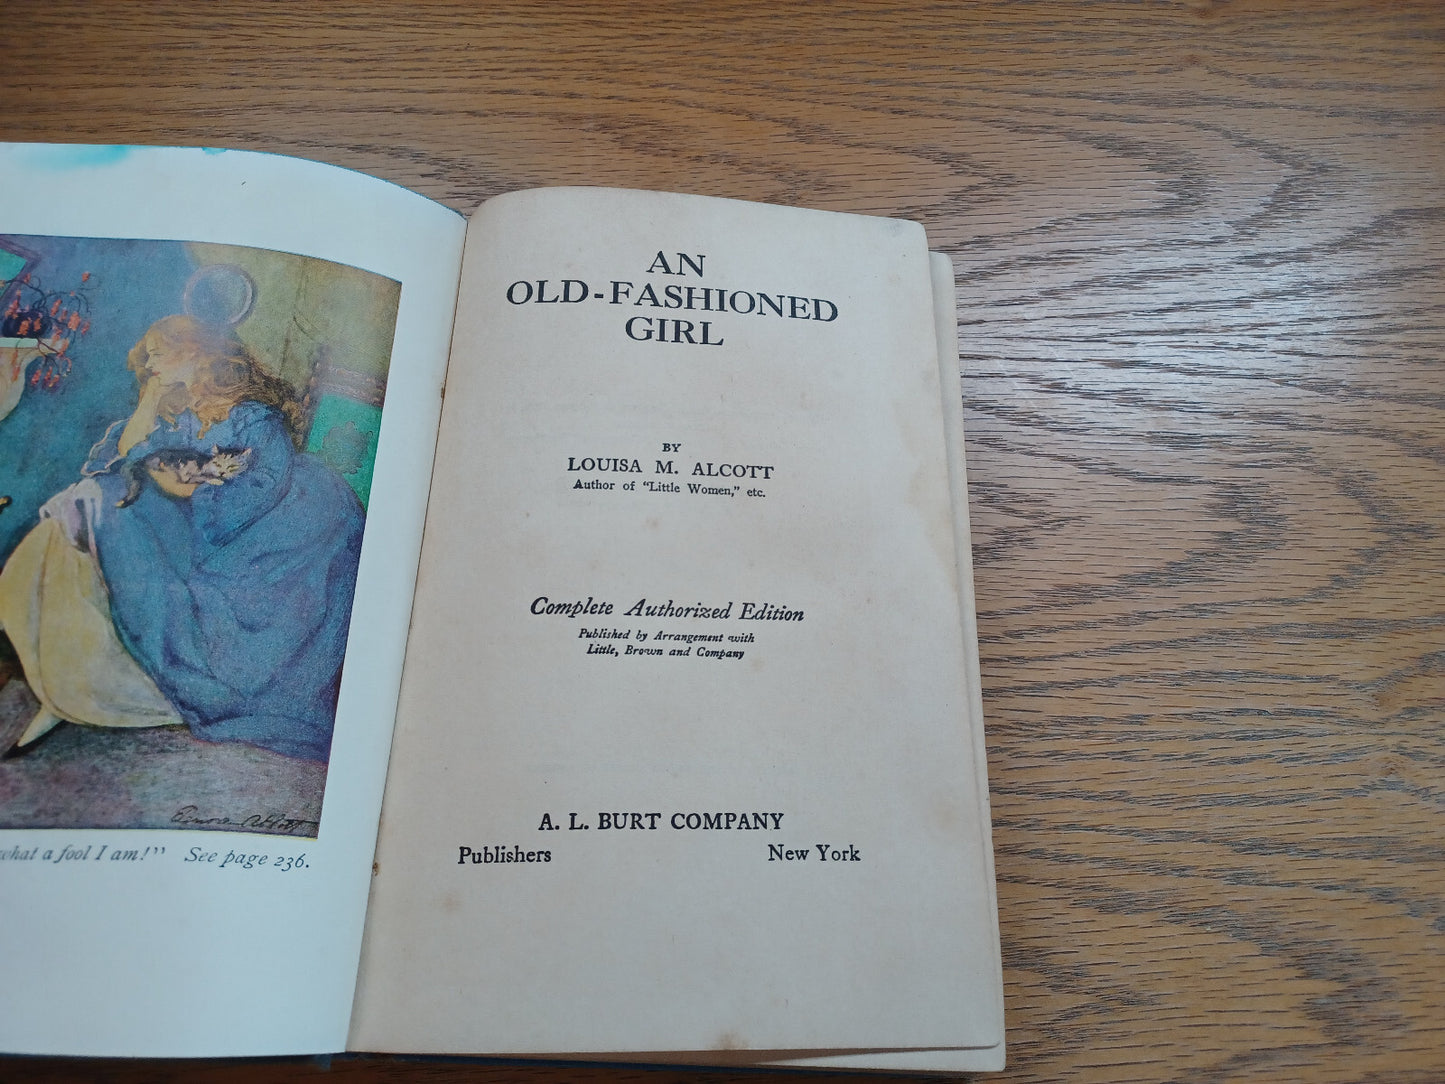 what a fool I am!" See page 236.
AN
OLD-FASHIONED
GIRL
BY
LOUISA M. ALCOTT
Author of "Little Women," etc.
Complete Authorized Edition
Published by Arrangement with
Little, Brown and Company
A. L. BURT COMPANY
Publishers New York